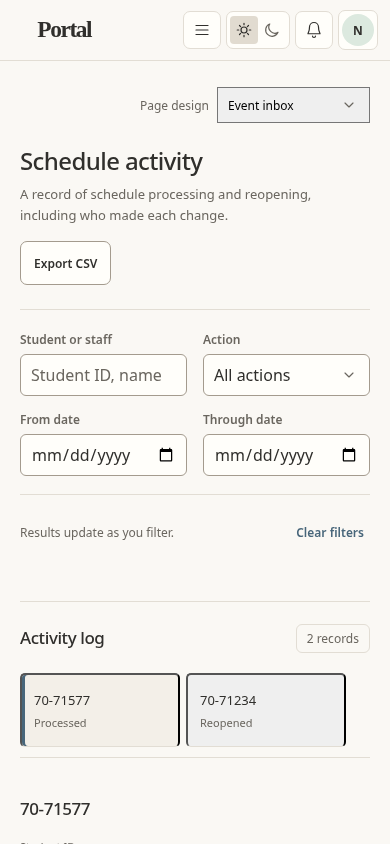 Portal
N
Page design
Event inbox
Schedule activity
A record of schedule processing and reopening,
including who made each change.
Export CSV
Student or staff
Action
Student ID, name
All actions
From date
Through date
mm/dd/yyyy
mm/dd/yyyy
Results update as you filter.
Clear filters
Activity log
2 records
70-71577
Processed
70-71234
Reopened
70-71577